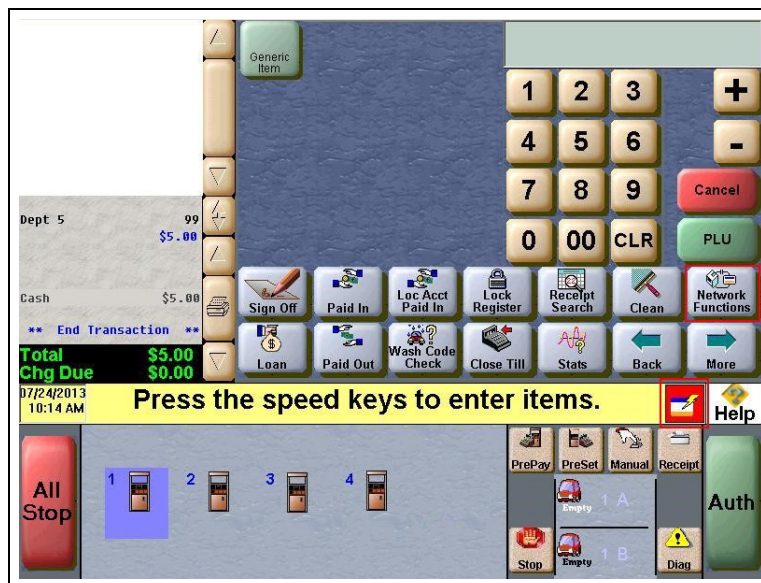 Generic
Item
1 2 3 +
4 5 6 -
7 8 9 Cancel
0 00 CLR PLU
Dept 5 99
$5.00
Cash $5.00
** End Transaction **
Total $5.00
Chg Due $0.00
Sign Off
Paid In
Loc Acct
Paid In
Lock
Register
Receipt
Search
Clean
Network
Functions
Loan
Paid Out
Wash Code
Check
Close Till
Stats
Back
More
07/24/2013
10:14 AM
Press the speed keys to enter items.
Help
All
Stop
1 2 3 4
PrePay PreSet Manual Receipt
Empty 1 A
Empty 1 B
Stop
Diag
Auth